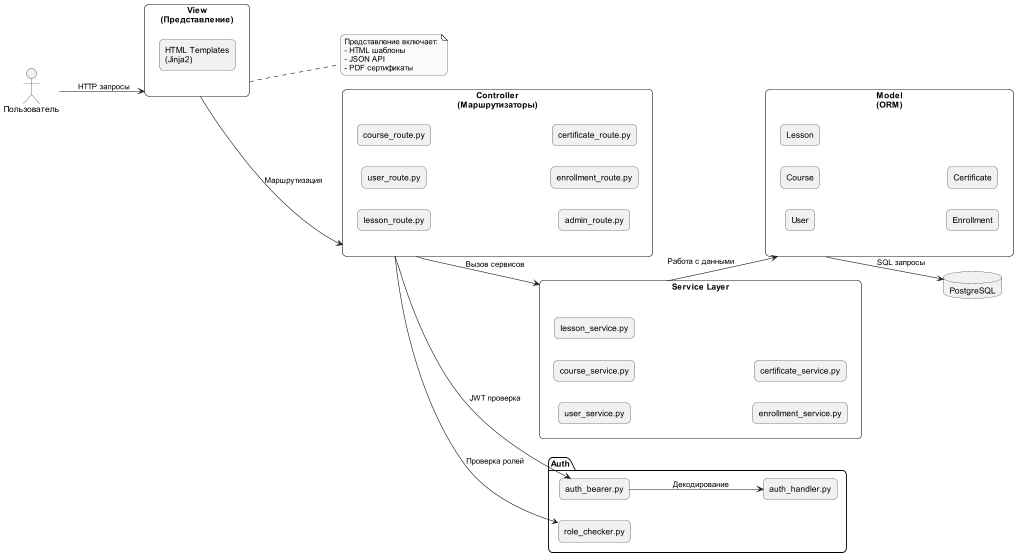 View
(Представление)
HTML Templates
(Jinja2)
Представление включает:
- HTML шаблоны
- JSON API
- PDF сертификаты
Пользователь
HTTP запросы
Маршрутизация
Controller
(Маршрутизаторы)
course_route.py
certificate_route.py
user_route.py
enrollment_route.py
lesson_route.py
admin_route.py
Model
(ORM)
Lesson
Course
Certificate
User
Enrollment
Вызов сервисов
Работа с данными
SQL запросы
PostgreSQL
Service Layer
lesson_service.py
course_service.py
certificate_service.py
user_service.py
enrollment_service.py
JWT проверка
Проверка ролей
Auth
auth_bearer.py
Декодирование
auth_handler.py
role_checker.py